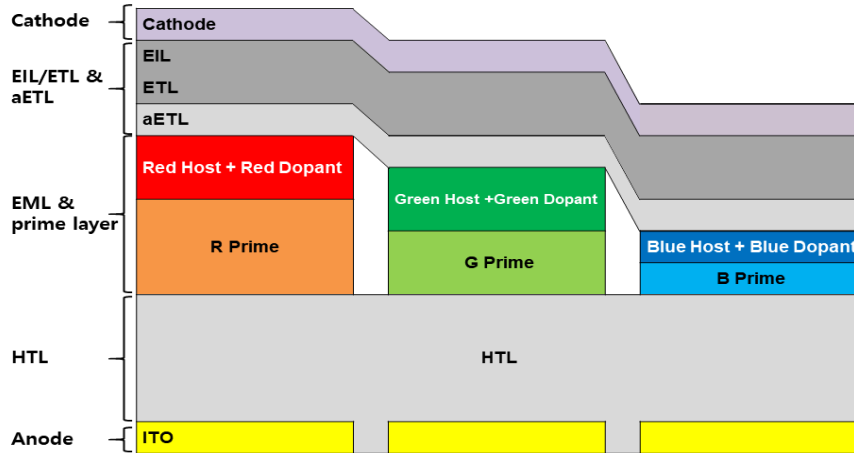 Cathode
Cathode
EIL/ETL &
aETL
EIL
ETL
aETL
EML &
prime layer
Red Host + Red Dopant
R Prime
Green Host +Green Dopant
G Prime
Blue Host + Blue Dopant
B Prime
HTL
HTL
Anode
ITO